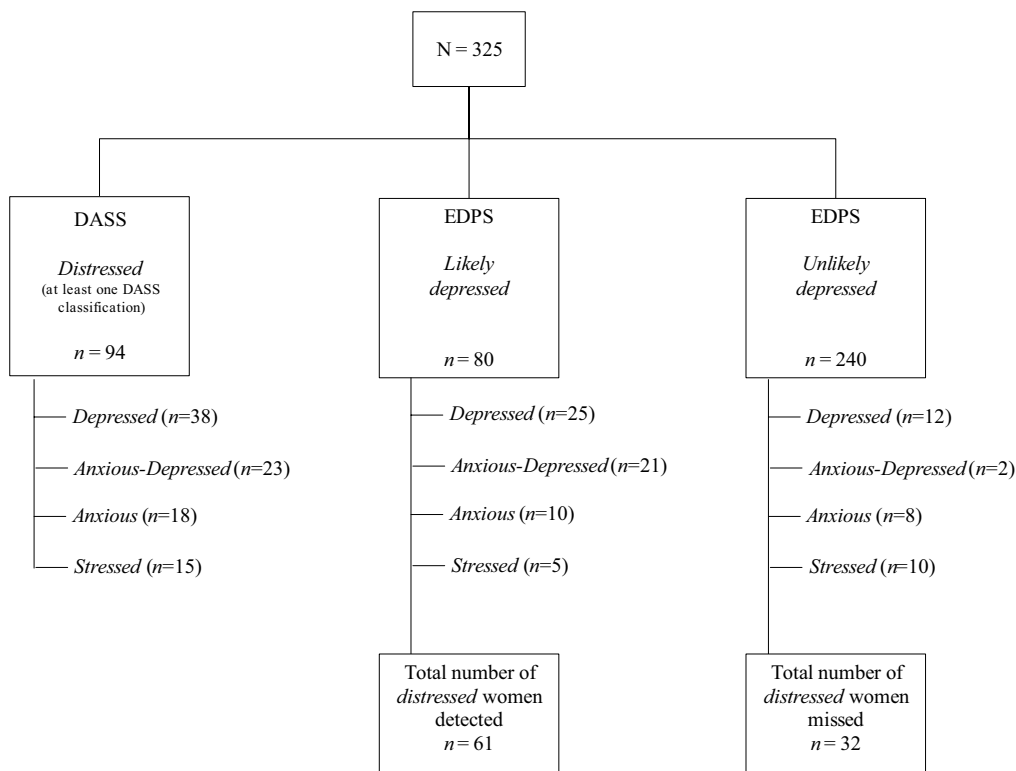 N = 325
DASS
Distressed
(at least one DASS
classification)
n = 94
Depressed (n=38)
Anxious-Depressed (n=23)
Anxious (n=18)
Stressed (n=15)
EDPS
Likely
depressed
n = 80
Depressed (n=25)
Anxious-Depressed (n=21)
Anxious (n=10)
Stressed (n=5)
Total number of
distressed women
detected
n = 61
EDPS
Unlikely
depressed
n = 240
Depressed (n=12)
Anxious-Depressed (n=2)
Anxious (n=8)
Stressed (n=10)
Total number of
distressed women
missed
n = 32